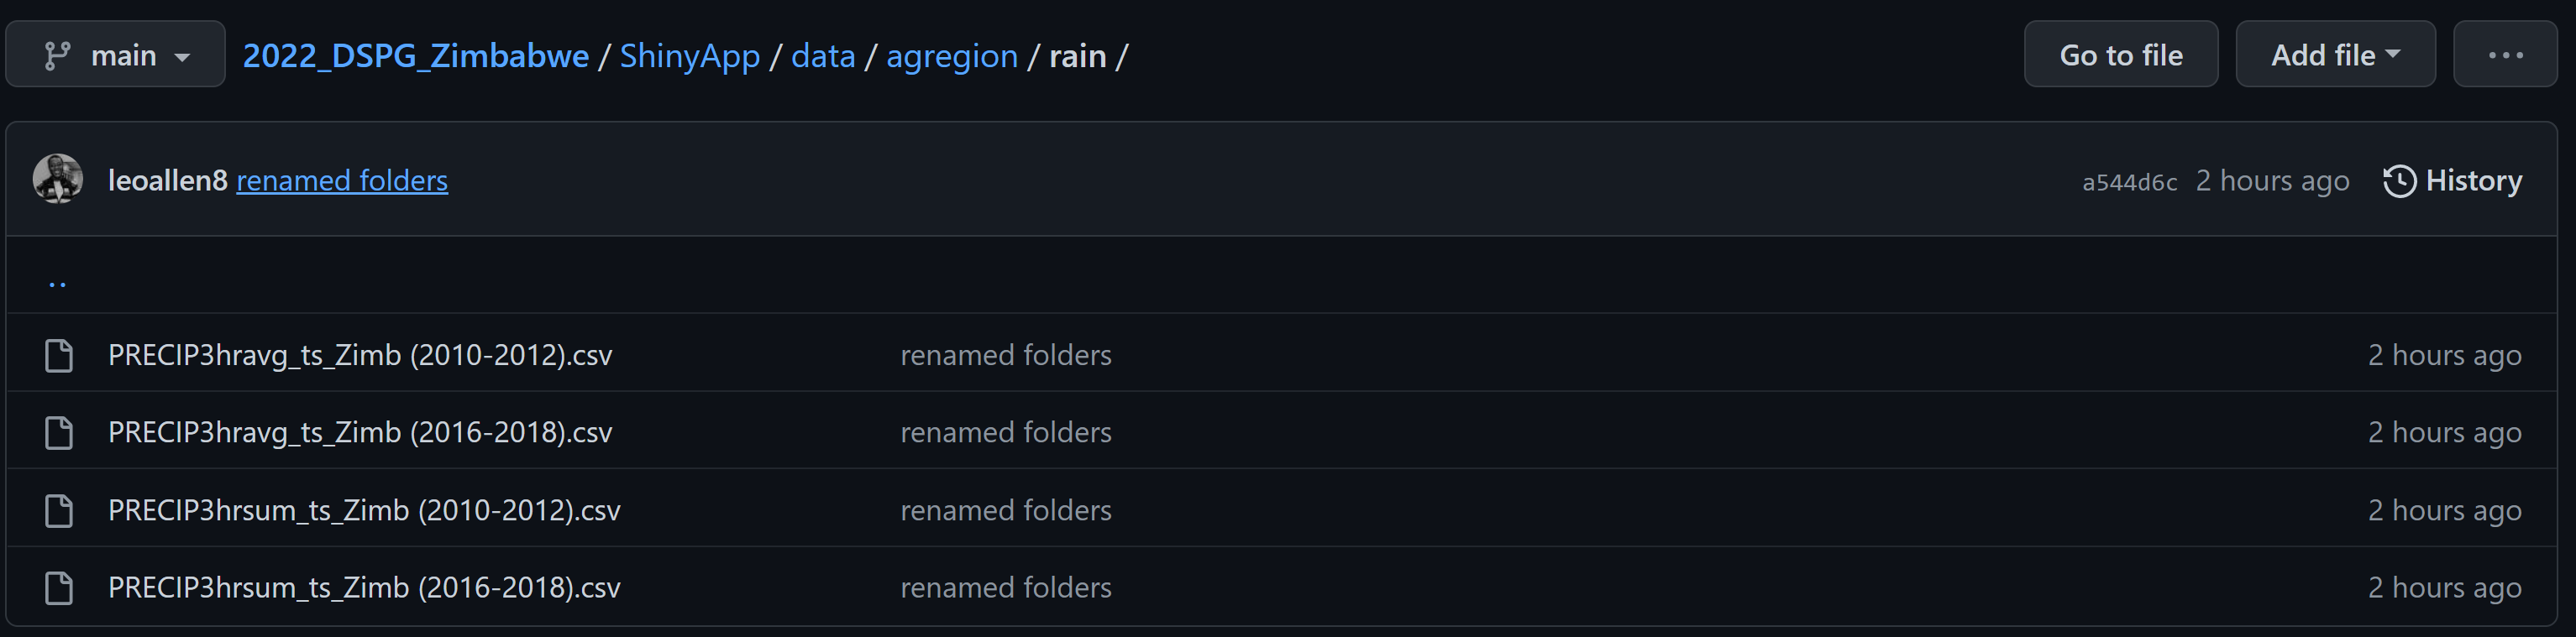 main 2022_DSPG_Zimbabwe / ShinyApp / data / agregion / rain / Go to file Add file ...
leoallen8 renamed folders a544d6c 2 hours ago History
..
PRECIP3hravg_ts_Zimb (2010-2012).csv renamed folders 2 hours ago
PRECIP3hravg_ts_Zimb (2016-2018).csv renamed folders 2 hours ago
PRECIP3hrsum_ts_Zimb (2010-2012).csv renamed folders 2 hours ago
PRECIP3hrsum_ts_Zimb (2016-2018).csv renamed folders 2 hours ago